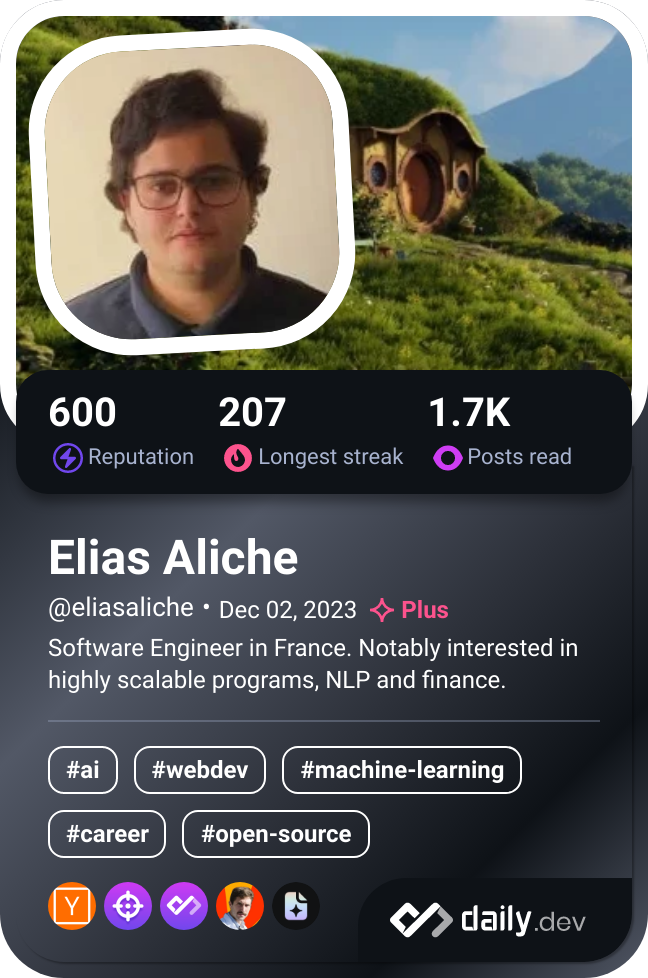 600 207 1.7K
Reputation Longest streak Posts read
Elias Aliche
@eliasaliche • Dec 02, 2023 Plus
Software Engineer in France. Notably interested in
highly scalable programs, NLP and finance.
#ai #webdev #machine-learning
#career #open-source
Y daily.dev